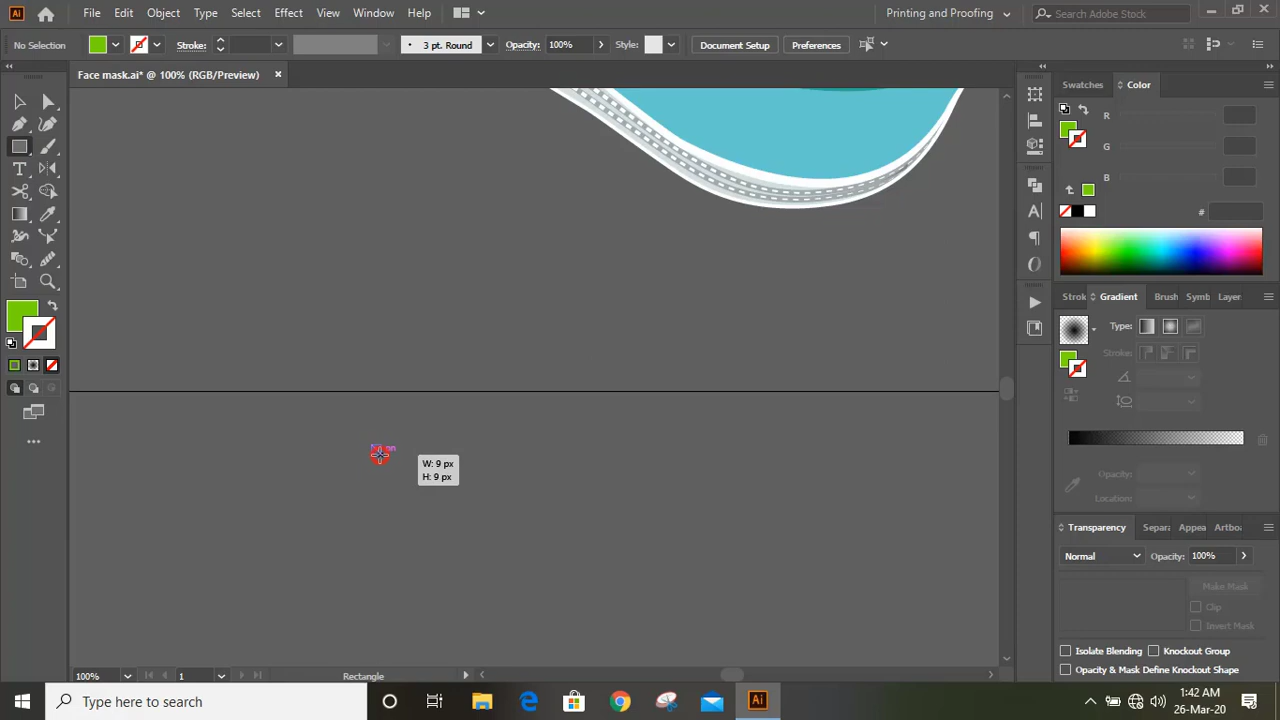 Ai File Edit Object Type Select Effect View Window Help Printing and Proofing Search Adobe Stock
No Selection Stroke: 3 pt. Round Opacity: 100% Style: Document Setup Preferences
Face mask.ai* @ 100% (RGB/Preview)
Swatches Color
R
G
B
#
Strok Gradient Brush Symb Layer
Type:
Stroke:
Opacity:
Location:
W: 9 px
H: 9 px
Transparency Separ Appea Artboa
Normal Opacity: 100%
Make Mask
Clip
Invert Mask
Isolate Blending Knockout Group
Opacity & Mask Define Knockout Shape
100% 1 Rectangle
Type here to search
Ai
1:42 AM
26-Mar-20